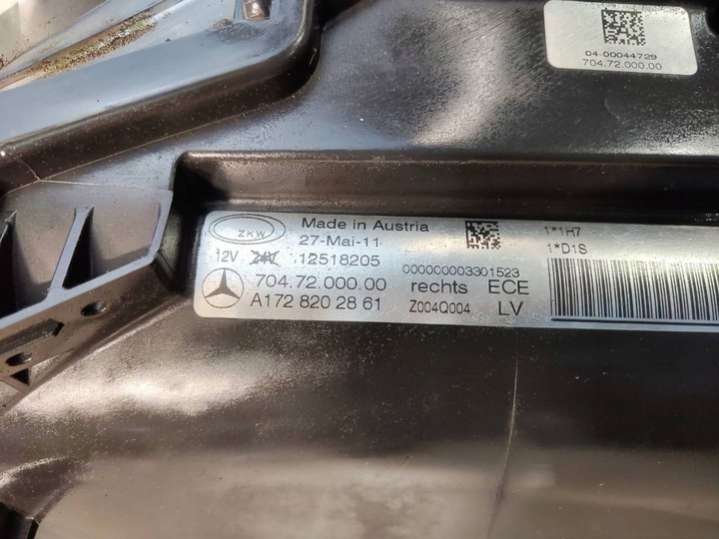 04-00044729
704.72.000.00
ZKW
Made in Austria
27-Mai-11
12V 24V 12518205
704.72.000.00
A172 820 28 61
000000003301523
rechts ECE
Z004Q004 LV
1*1H7
1*D1S